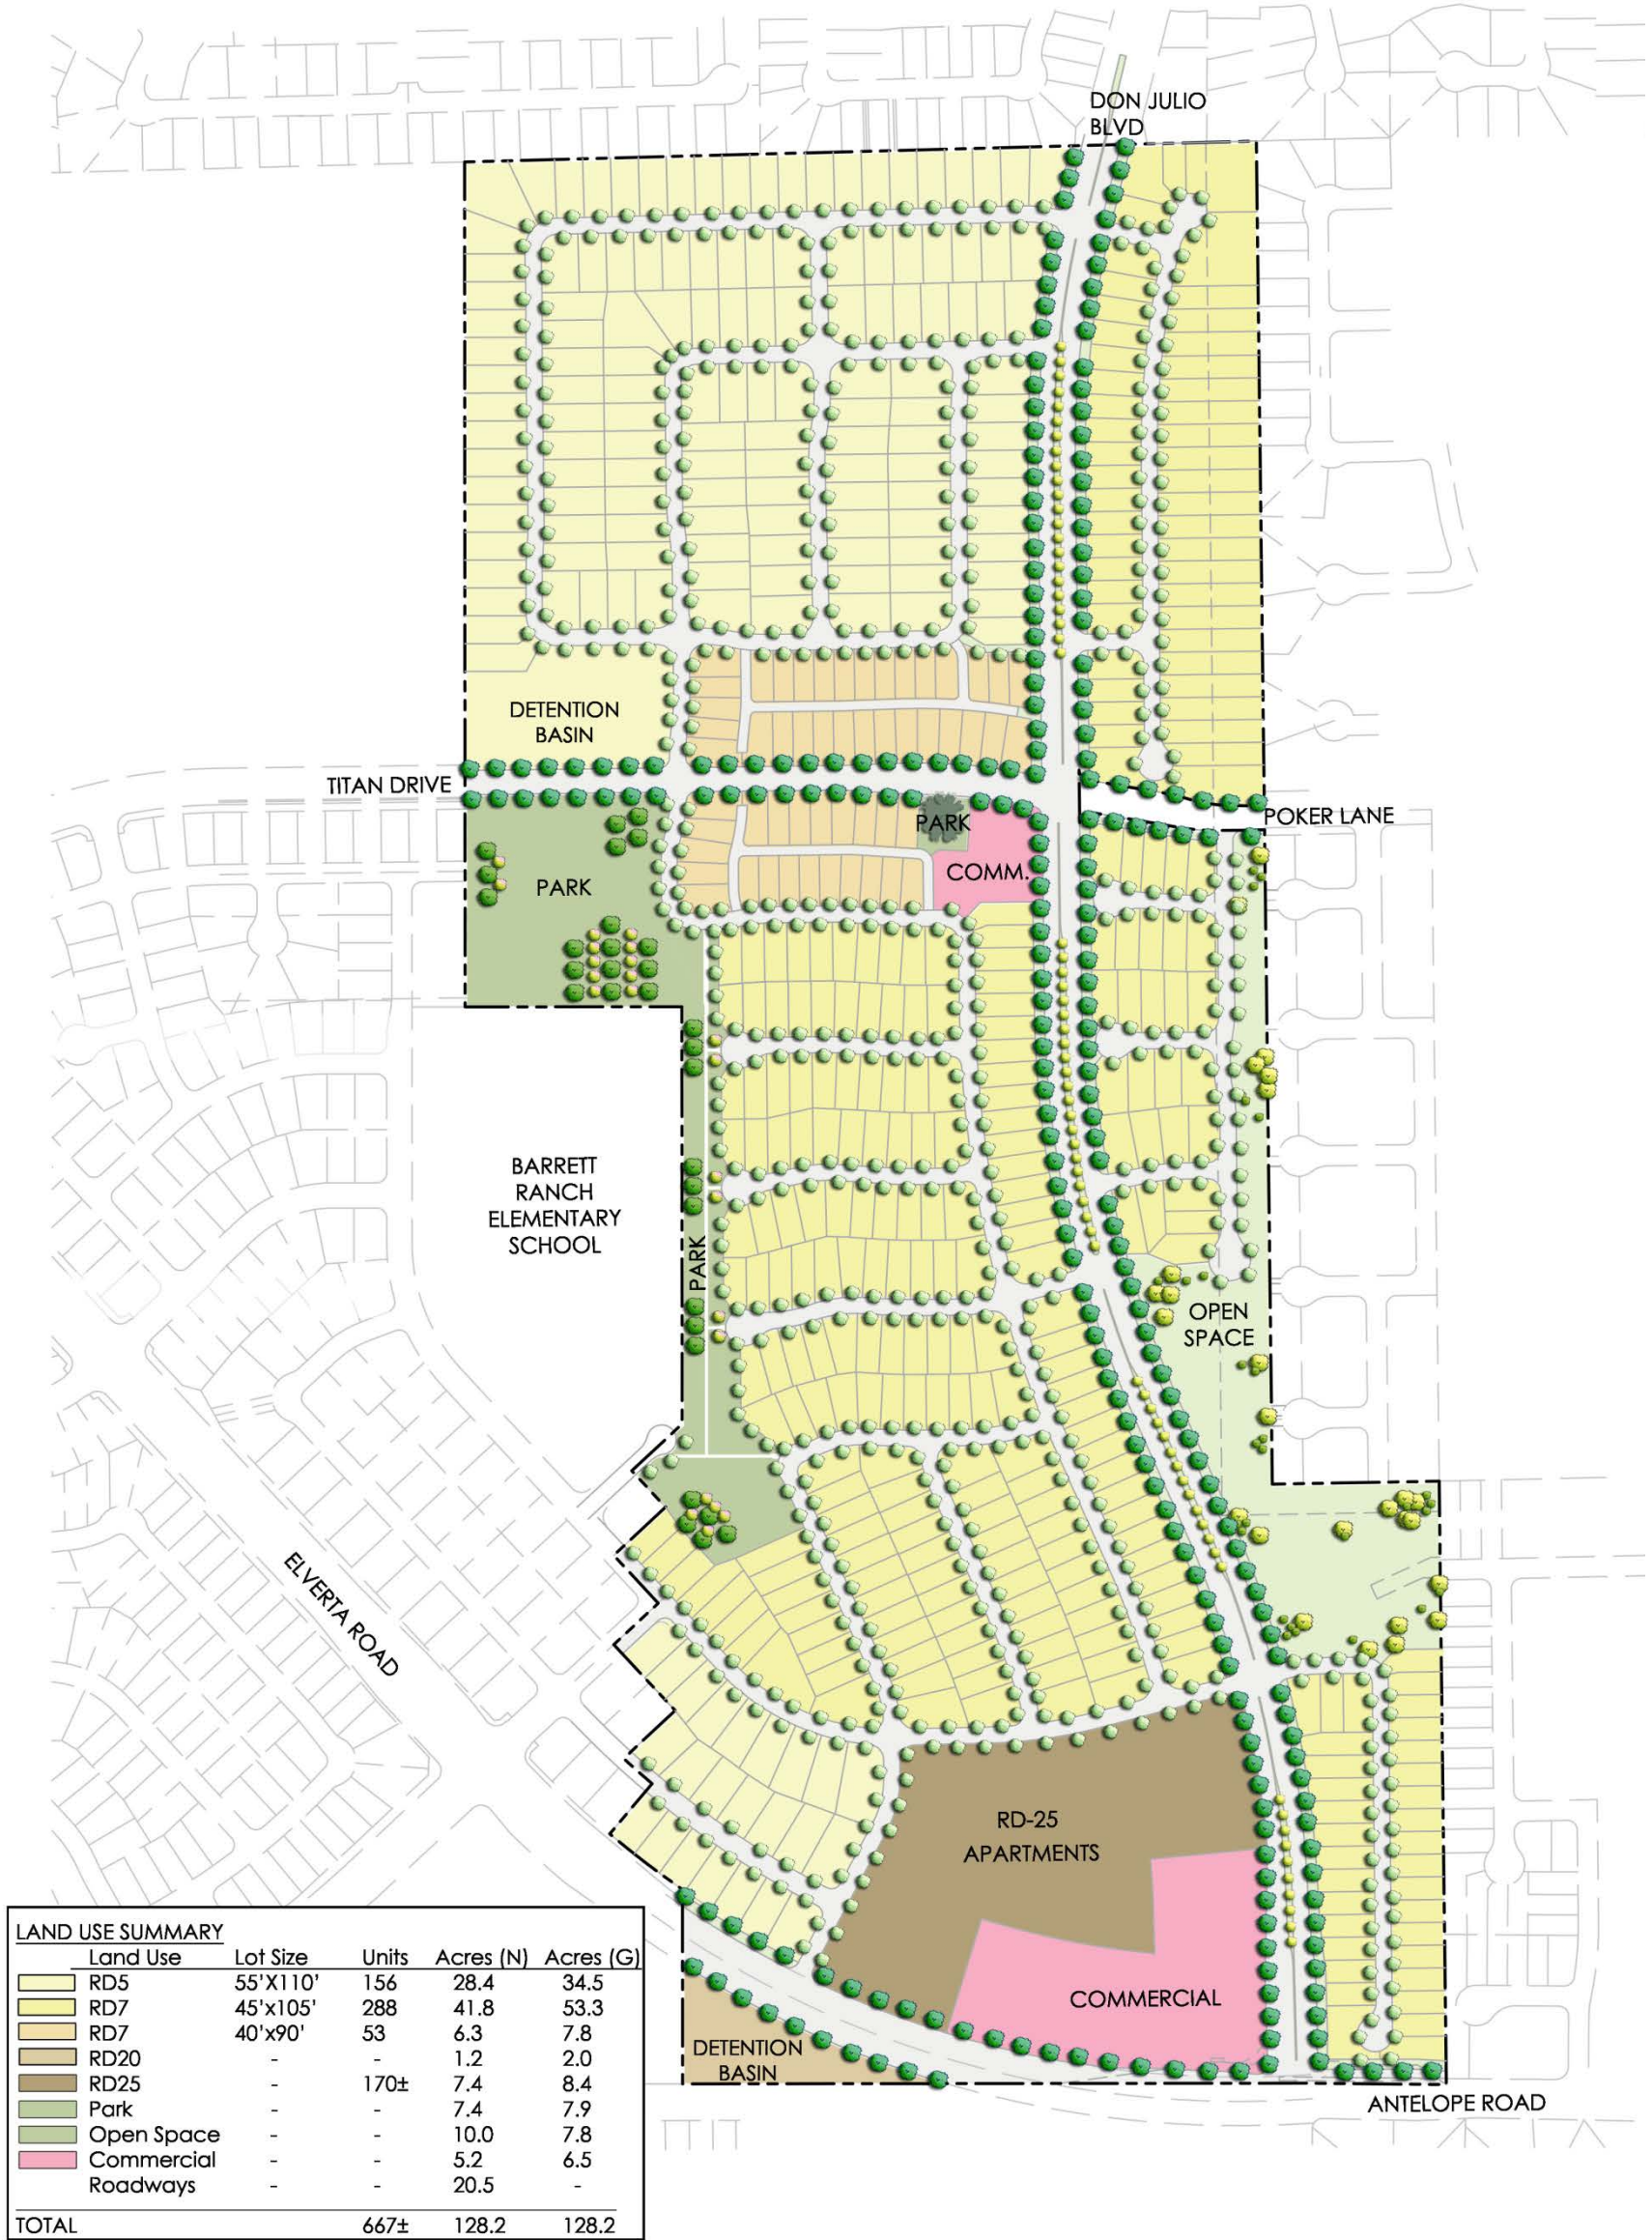 DON JULIO
BLVD
DETENTION
BASIN
TITAN DRIVE
POKER LANE
PARK
COMM.
PARK
BARRETT
RANCH
ELEMENTARY
SCHOOL
PARK
OPEN
SPACE
ELVERTA ROAD
RD-25
APARTMENTS
COMMERCIAL
DETENTION
BASIN
ANTELOPE ROAD
LAND USE SUMMARY
Land Use Lot Size Units Acres (N) Acres (G)
RD5 55'X110' 156 28.4 34.5
RD7 45'x105' 288 41.8 53.3
RD7 40'x90' 53 6.3 7.8
RD20 - - 1.2 2.0
RD25 - 170± 7.4 8.4
Park - - 7.4 7.9
Open Space - - 10.0 7.8
Commercial - - 5.2 6.5
Roadways - - 20.5 -
TOTAL 667± 128.2 128.2